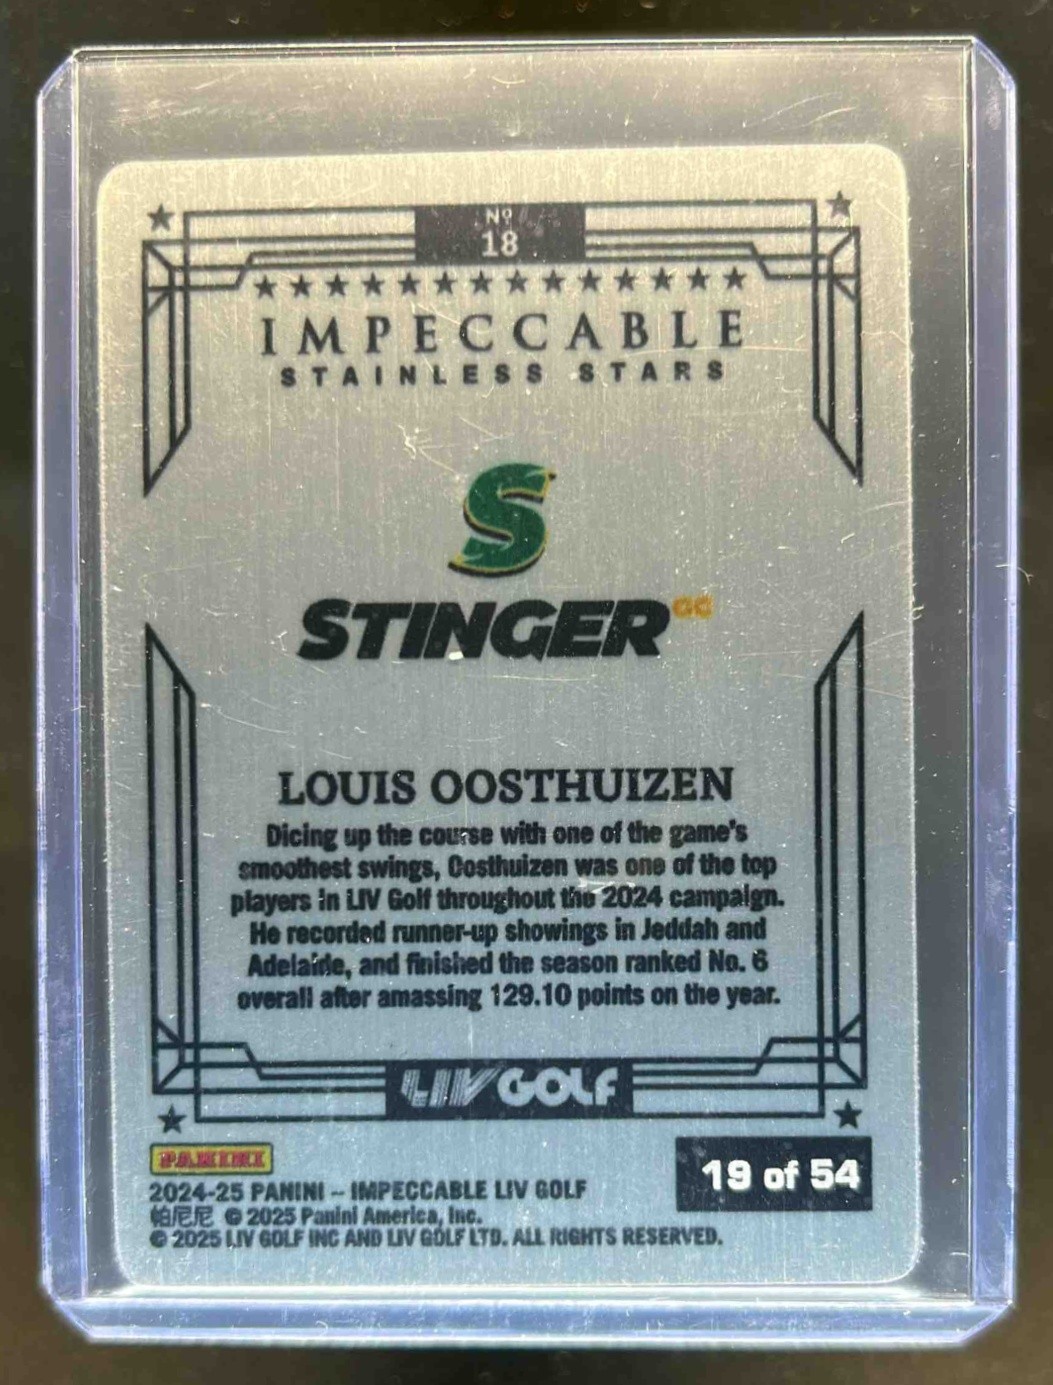 Nº
18
IMPECCABLE
STAINLESS STARS
S
STINGER GC
LOUIS OOSTHUIZEN
Dicing up the course with one of the game's
smoothest swings, Oosthuizen was one of the top
players in LIV Golf throughout the 2024 campaign.
He recorded runner-up showings in Jeddah and
Adelaide, and finished the season ranked No. 6
overall after amassing 129.10 points on the year.
LIV GOLF
PANINI
19 of 54
2024-25 PANINI – IMPECCABLE LIV GOLF
帕尼尼 © 2025 Panini America, Inc.
© 2025 LIV GOLF INC AND LIV GOLF LTD. ALL RIGHTS RESERVED.